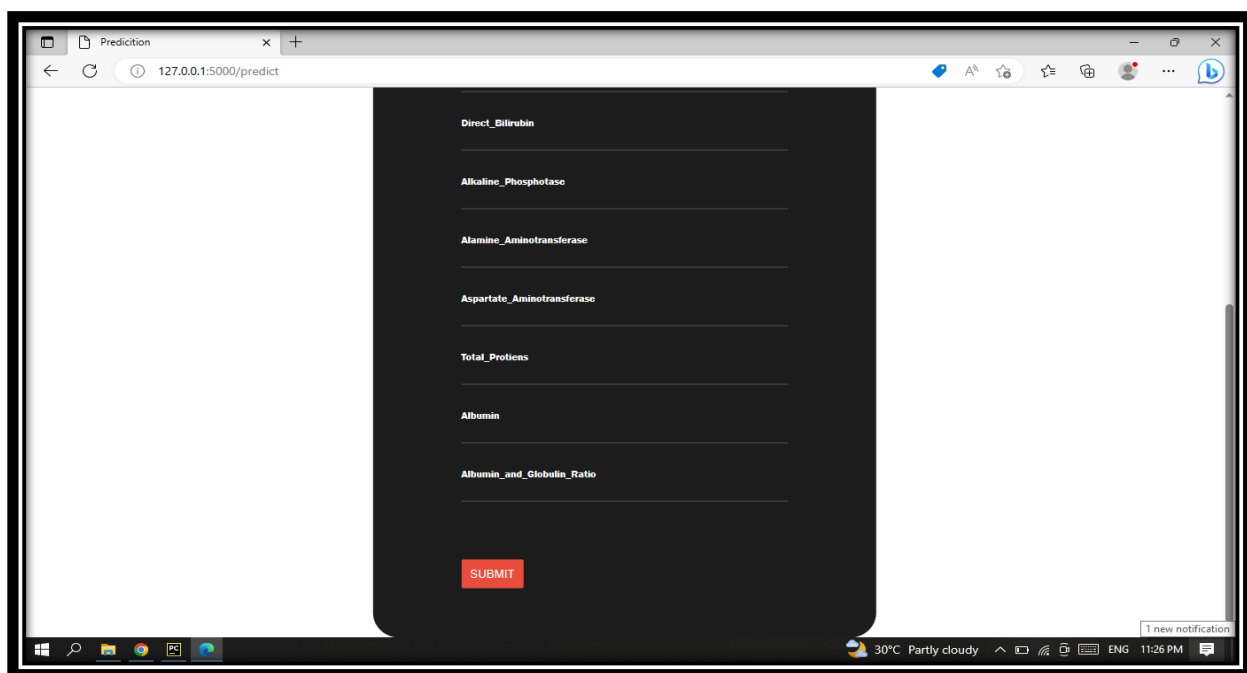 Predicition
127.0.0.1:5000/predict
Direct_Bilirubin
Alkaline_Phosphotase
Alamine_Aminotransferase
Aspartate_Aminotransferase
Total_Protiens
Albumin
Albumin_and_Globulin_Ratio
SUBMIT
1 new notification
PC
30°C Partly cloudy ENG 11:26 PM